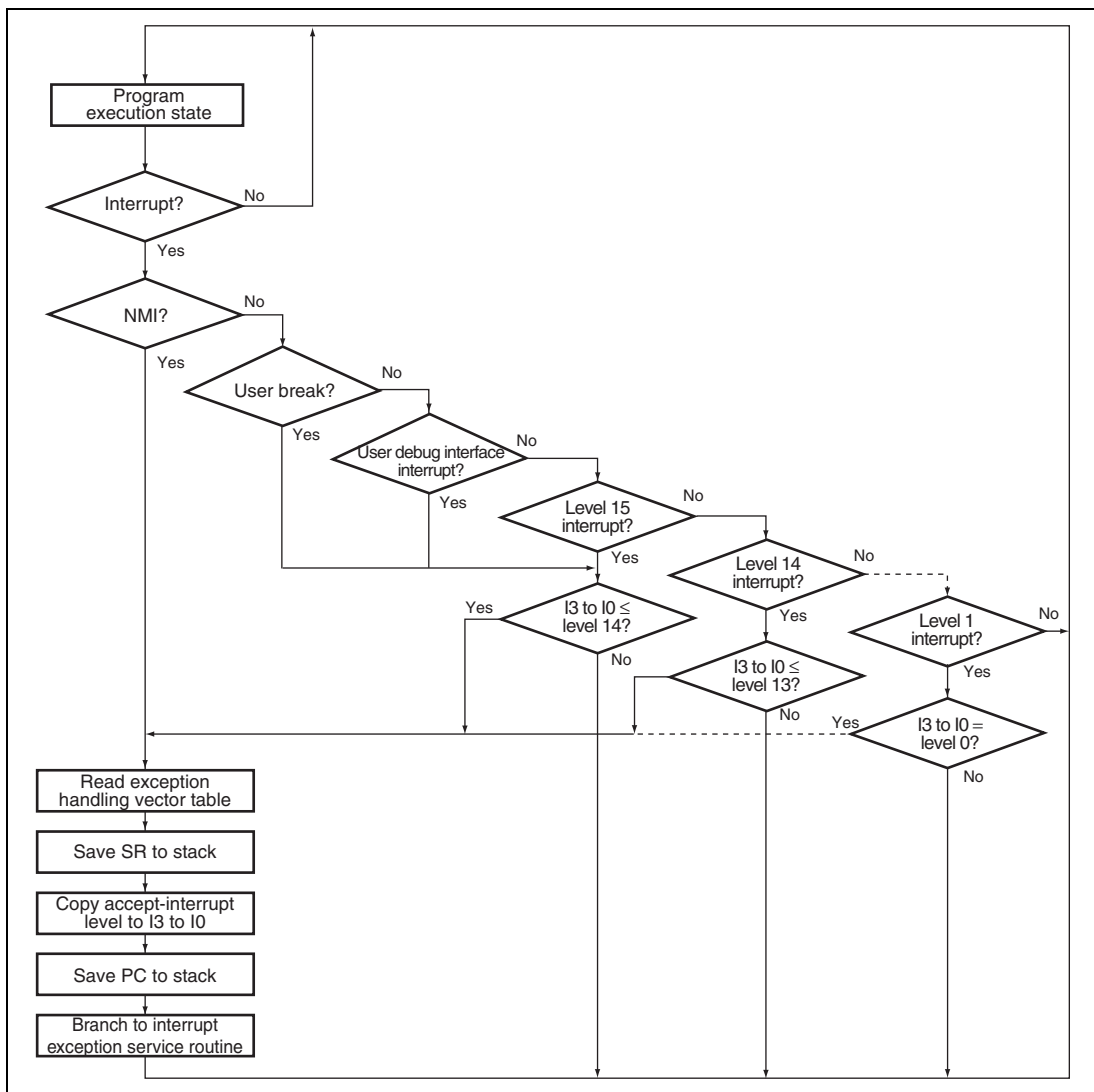 Program
execution state
Interrupt?
No
Yes
NMI?
No
Yes
User break?
No
Yes
User debug interface
interrupt?
No
Yes
Level 15
interrupt?
No
Yes
Level 14
interrupt?
No
Yes
Level 1
interrupt?
No
Yes
I3 to I0 ≤
level 14?
Yes
No
I3 to I0 ≤
level 13?
No
I3 to I0 =
level 0?
Yes
No
Read exception
handling vector table
Save SR to stack
Copy accept-interrupt
level to I3 to I0
Save PC to stack
Branch to interrupt
exception service routine